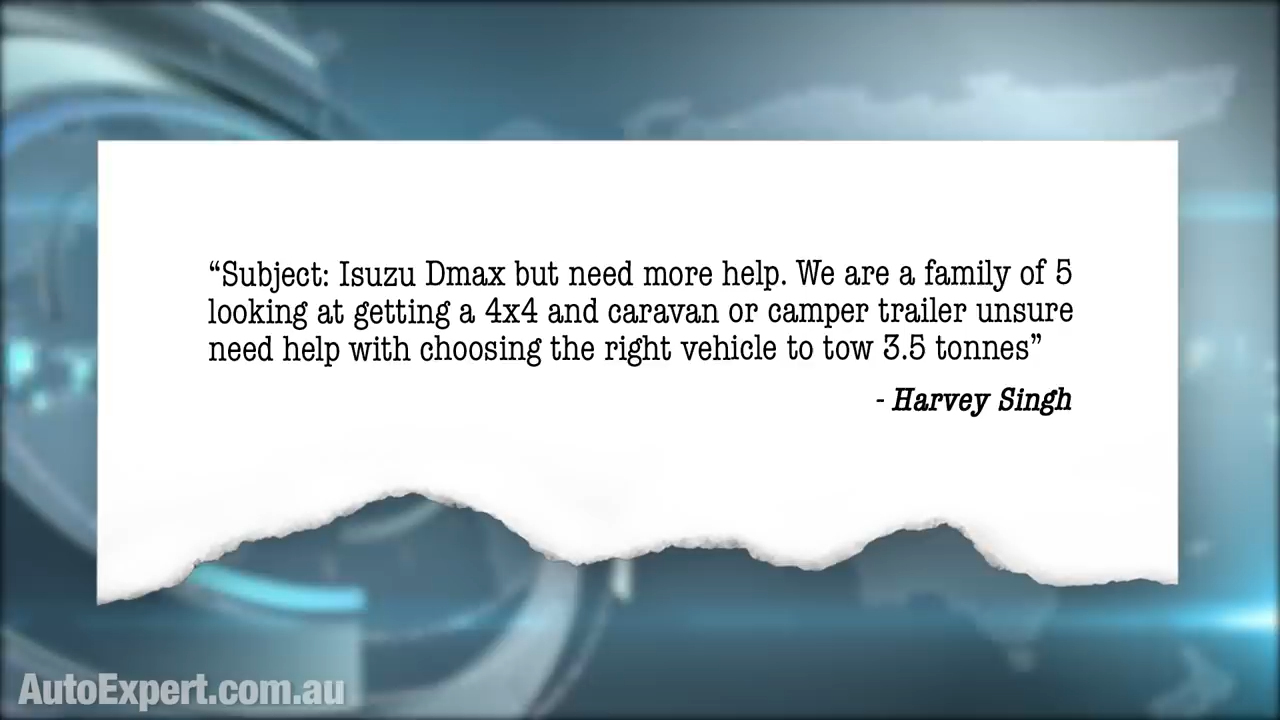 “Subject: Isuzu Dmax but need more help. We are a family of 5
looking at getting a 4x4 and caravan or camper trailer unsure
need help with choosing the right vehicle to tow 3.5 tonnes”
- Harvey Singh
AutoExpert.com.au